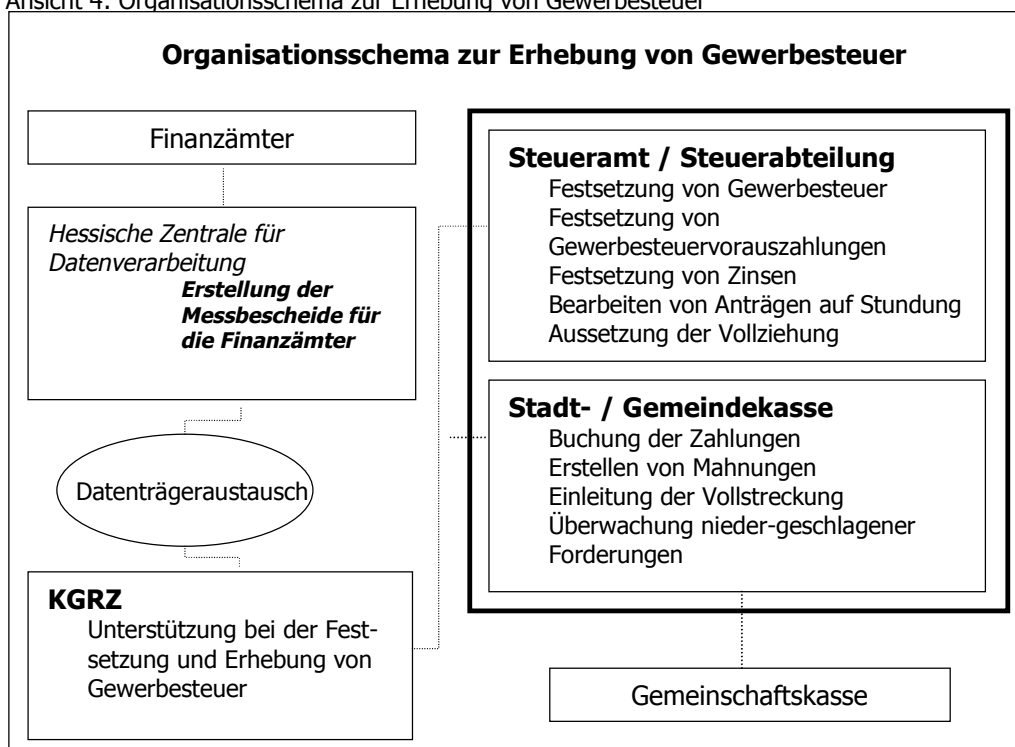 Ansicht 4: Organisationsschema zur Erhebung von Gewerbesteuer
Organisationsschema zur Erhebung von Gewerbesteuer
Finanzämter
Hessische Zentrale für
Datenverarbeitung
Erstellung der
Messbescheide für
die Finanzämter
Datenträgeraustausch
KGRZ
Unterstützung bei der Fest-
setzung und Erhebung von
Gewerbesteuer
Steueramt / Steuerabteilung
Festsetzung von Gewerbesteuer
Festsetzung von
Gewerbesteuervorauszahlungen
Festsetzung von Zinsen
Bearbeiten von Anträgen auf Stundung
Aussetzung der Vollziehung
Stadt- / Gemeindekasse
Buchung der Zahlungen
Erstellen von Mahnungen
Einleitung der Vollstreckung
Überwachung nieder-geschlagener
Forderungen
Gemeinschaftskasse